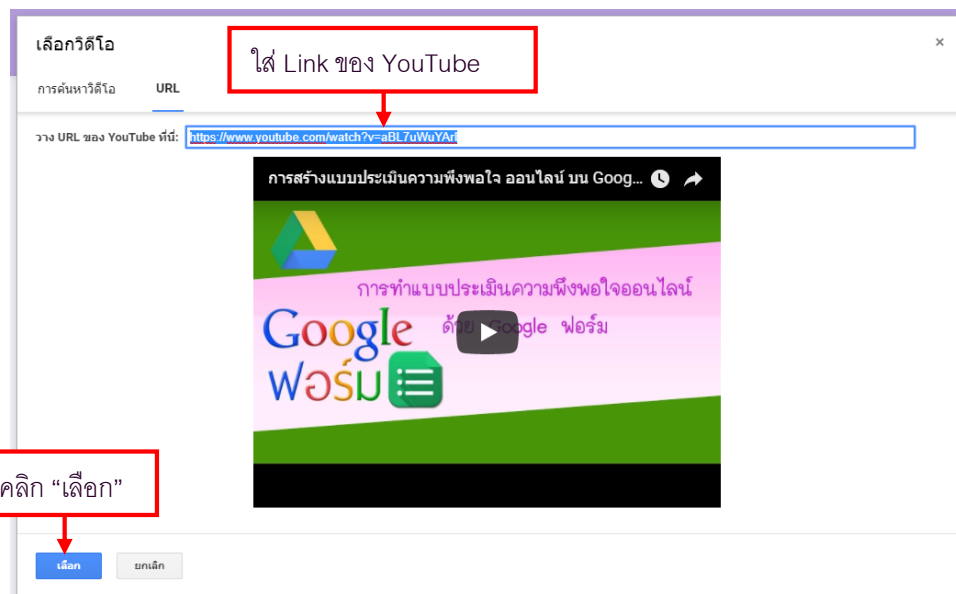 เลือกวิดีโอ
×
ใส่ Link ของ YouTube
การค้นหาวิดีโอ URL
วาง URL ของ YouTube ที่นี่: https://www.youtube.com/watch?v=aBL7uWuYArI
การสร้างแบบประเมินความพึงพอใจ ออนไลน์ บน Goog...
การทำแบบประเมินความพึงพอใจออนไลน์
ด้วย Google ฟอร์ม
Google
ฟอร์ม
คลิก “เลือก”
เลือก ยกเลิก